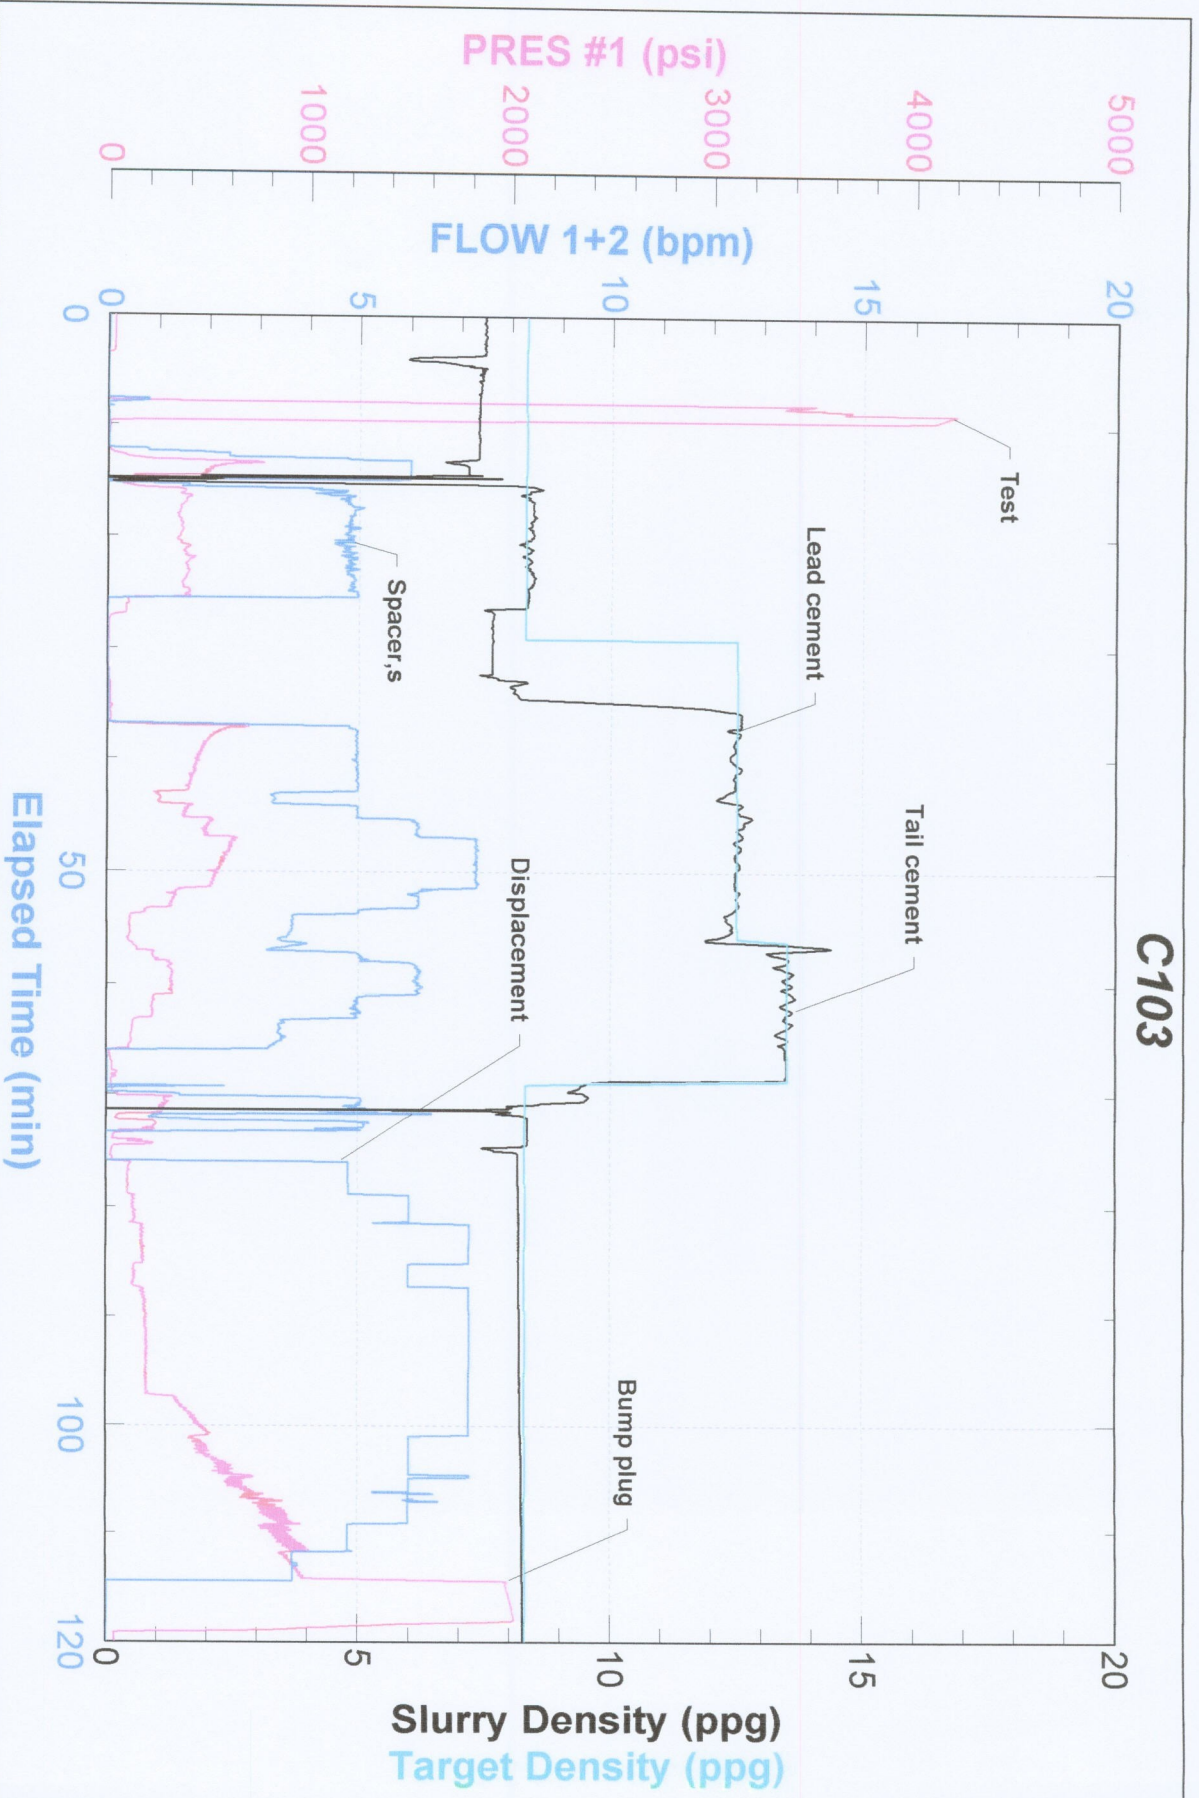 C103
PRES #1 (psi)
5000
4000
3000
2000
1000
0
FLOW 1+2 (bpm)
20
15
10
5
0
Test
Lead cement
Tail cement
Spacer,s
Displacement
Bump plug
20
15
10
5
0
Slurry Density (ppg)
Target Density (ppg)
0
50
100
120
Elapsed Time (min)